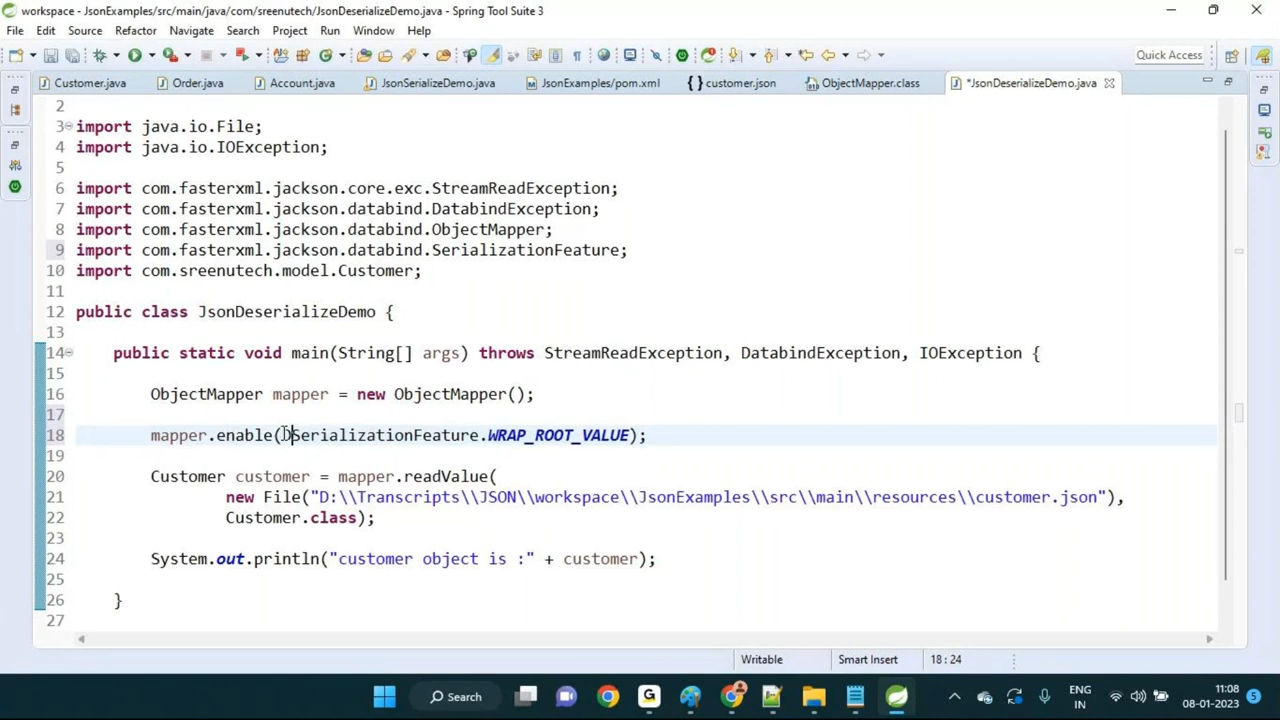 workspace - JsonExamples/src/main/java/com/sreenutech/JsonDeserializeDemo.java - Spring Tool Suite 3
File Edit Source Refactor Navigate Search Project Run Window Help
Quick Access
Customer.java Order.java Account.java JsonSerializeDemo.java JsonExamples/pom.xml customer.json ObjectMapper.class *JsonDeserializeDemo.java
2
3 import java.io.File;
4 import java.io.IOException;
5
6 import com.fasterxml.jackson.core.exc.StreamReadException;
7 import com.fasterxml.jackson.databind.DatabindException;
8 import com.fasterxml.jackson.databind.ObjectMapper;
9 import com.fasterxml.jackson.databind.SerializationFeature;
10 import com.sreenutech.model.Customer;
11
12 public class JsonDeserializeDemo {
13
14 public static void main(String[] args) throws StreamReadException, DatabindException, IOException {
15
16 ObjectMapper mapper = new ObjectMapper();
17
18 mapper.enable(DSerializationFeature.WRAP_ROOT_VALUE);
19
20 Customer customer = mapper.readValue(
21 new File("D:\\Transcripts\\JSON\\workspace\\JsonExamples\\src\\main\\resources\\customer.json"),
22 Customer.class);
23
24 System.out.println("customer object is :" + customer);
25
26 }
27
Writable Smart Insert 18 : 24
Search
ENG
IN
11:08
08-01-2023
5